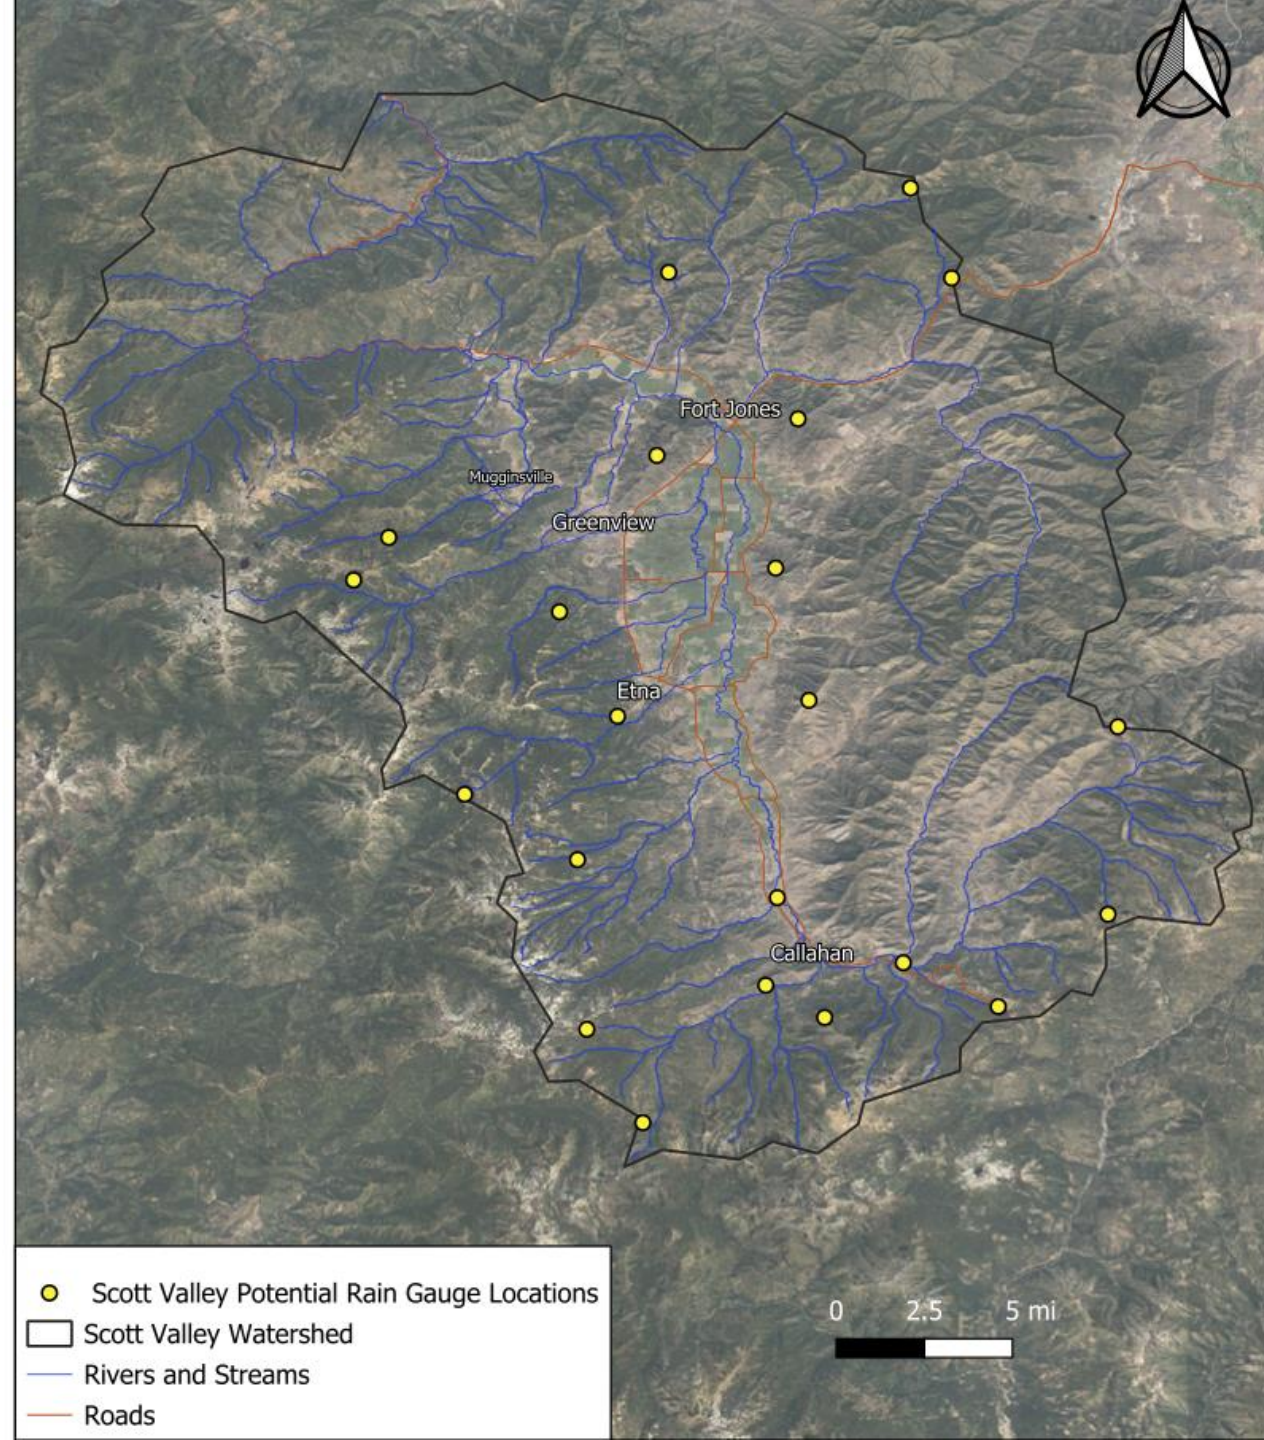 Fort Jones
Mugginsville
Greenview
Etna
Callahan
Scott Valley Potential Rain Gauge Locations
Scott Valley Watershed
Rivers and Streams
Roads
0 2.5 5 mi